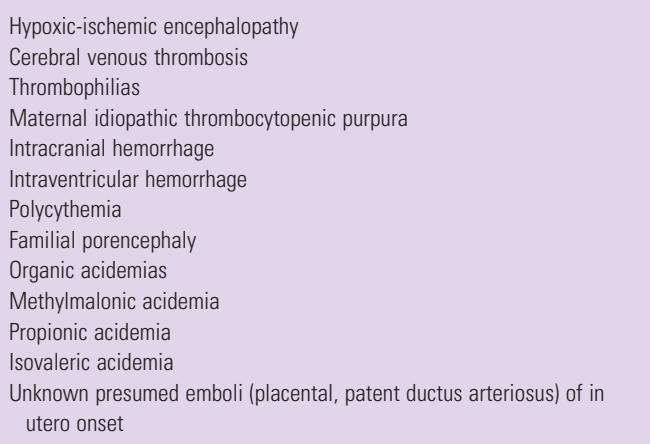 Hypoxic-ischemic encephalopathy
Cerebral venous thrombosis
Thrombophilias
Maternal idiopathic thrombocytopenic purpura
Intracranial hemorrhage
Intraventricular hemorrhage
Polycythemia
Familial porencephaly
Organic acidemias
Methylmalonic acidemia
Propionic acidemia
Isovaleric acidemia
Unknown presumed emboli (placental, patent ductus arteriosus) of in
utero onset